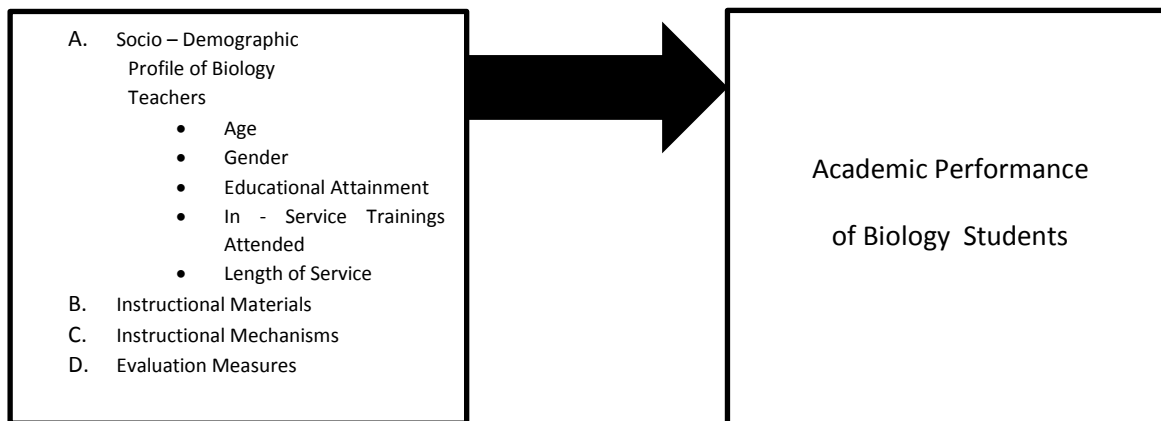 A. Socio – Demographic
Profile of Biology
Teachers
• Age
• Gender
• Educational Attainment
• In - Service Trainings
Attended
• Length of Service
B. Instructional Materials
C. Instructional Mechanisms
D. Evaluation Measures
Academic Performance
of Biology Students